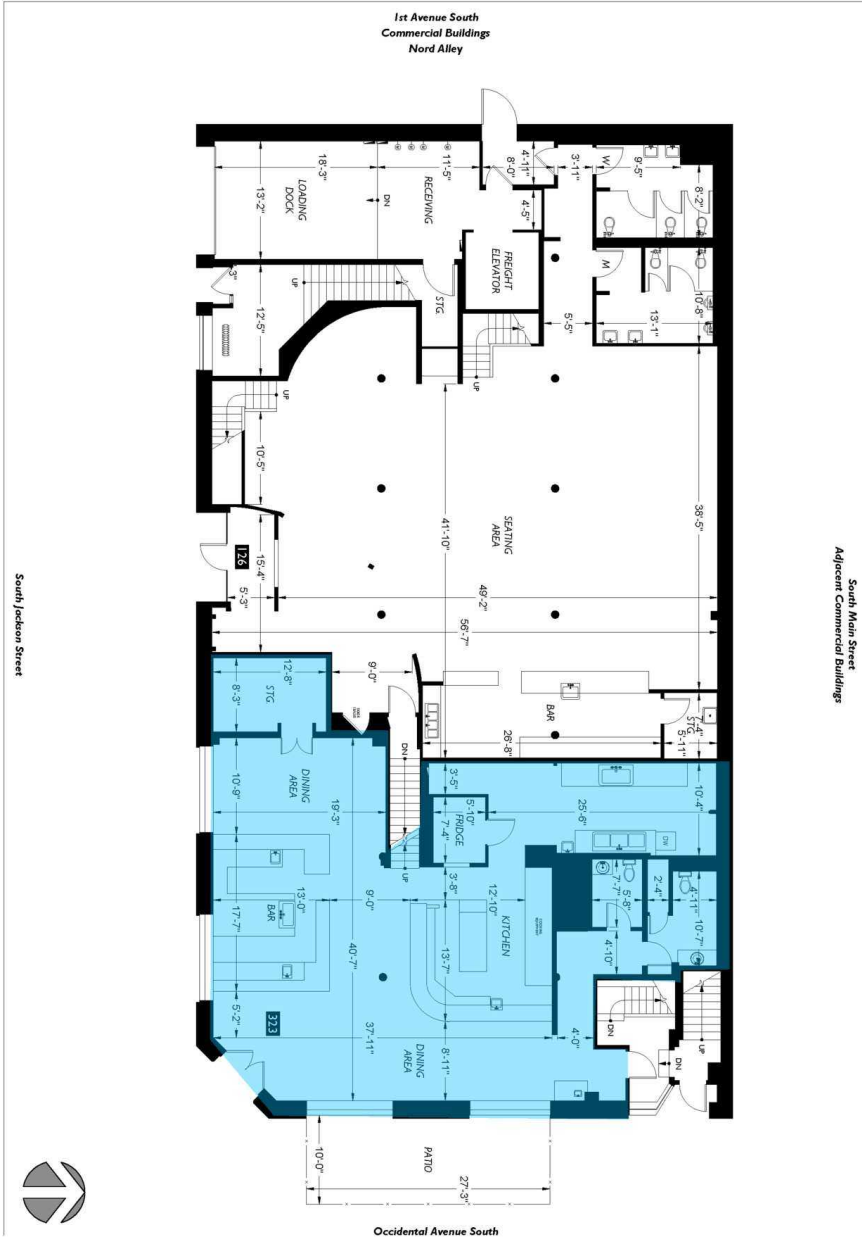 1st Avenue South
Commercial Buildings
Nord Alley
South Main Street
Adjacent Commercial Buildings
South Jackson Street
Occidental Avenue South
18'-3"
13'-2"
LOADING
DOCK
11'-5"
RECEIVING
DN
8'-0"
4'-11"
3'-11"
4'-5"
FREIGHT
ELEVATOR
W
9'-5"
8'-2"
M
10'-8"
13'-1"
3"
12'-5"
UP
STG.
UP
5'-5"
UP
10'-5"
41'-10"
SEATING
AREA
38'-5"
126
15'-4"
5'-3"
49'-2"
56'-7"
12'-8"
8'-3"
STG.
9'-0"
DN
BAR
26'-8"
7'-4"
STG.
5'-11"
DINING
AREA
10'-9"
19'-3"
3'-5"
5'-10"
7'-4"
FRIDGE
25'-6"
10'-4"
DW
UP
3'-8"
12'-10"
KITCHEN
7'-7"
5'-8"
2'-4"
4'-11"
10'-7"
13'-0"
BAR
17'-7"
9'-0"
40'-7"
13'-7"
4'-10"
5'-2"
323
37'-11"
8'-11"
DINING
AREA
4'-0"
DN
UP
DN
PATIO
10'-0"
27'-3"